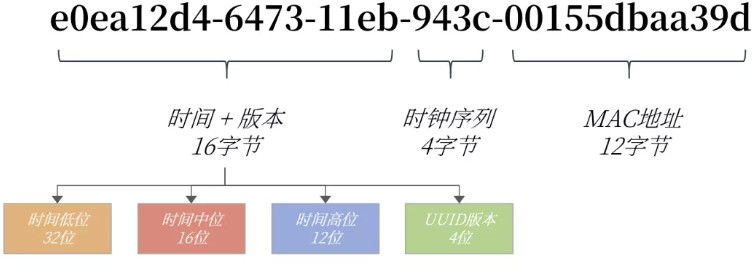 e0ea12d4-6473-11eb-943c-00155dbaa39d
时间 + 版本
16字节
时钟序列
4字节
MAC地址
12字节
时间低位
32位
时间中位
16位
时间高位
12位
UUID版本
4位